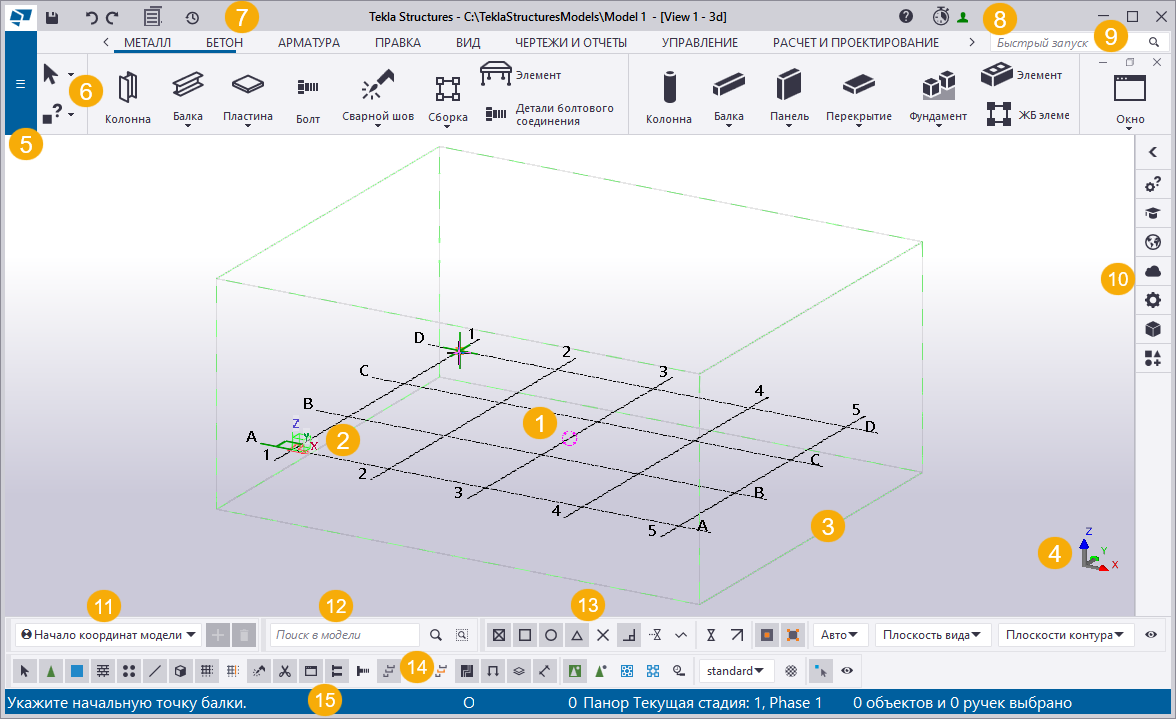 7
Tekla Structures - C:\TeklaStructuresModels\Model 1 - [View 1 - 3d]
8
МЕТАЛЛ БЕТОН АРМАТУРА ПРАВКА ВИД ЧЕРТЕЖИ И ОТЧЕТЫ УПРАВЛЕНИЕ РАСЧЕТ И ПРОЕКТИРОВАНИЕ
Быстрый запуск
9
6
Колонна
Балка
Пластина
Болт
Сварной шов
Сборка
Элемент
Детали болтового
соединения
Колонна
Балка
Панель
Перекрытие
Фундамент
Элемент
ЖБ элеме
Окно
5
10
D 1
2
C 3
4
B 5
1 D
Z
Y
A 2 X
1 C
2
3 B
4
5 A
3
4
Z
Y
X
11
12
13
Начало координат модели
Поиск в модели
Авто
Плоскость вида
Плоскости контура
14
standard
15
Укажите начальную точку балки. O 0 Панор Текущая стадия: 1, Phase 1 0 объектов и 0 ручек выбрано